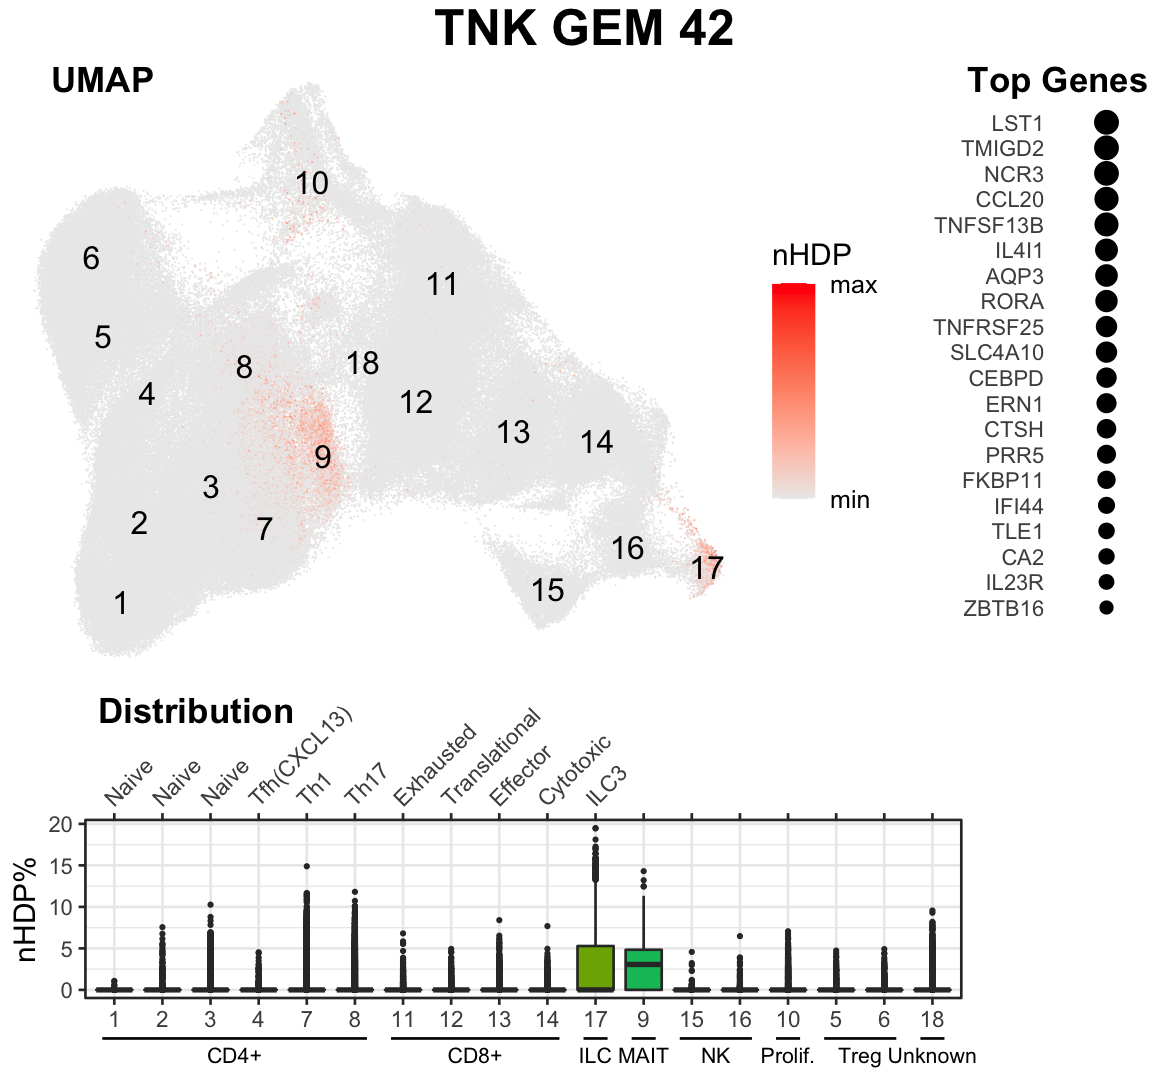 TNK GEM 42
UMAP
10
6
11
5
8
18
4
12
13
14
9
3
2
7
16
17
15
1
nHDP
max
min
Top Genes
LST1
TMIGD2
NCR3
CCL20
TNFSF13B
IL4I1
AQP3
RORA
TNFRSF25
SLC4A10
CEBPD
ERN1
CTSH
PRR5
FKBP11
IFI44
TLE1
CA2
IL23R
ZBTB16
Distribution
Naive
Naive
Naive
Tfh(CXCL13)
Th1
Th17
Exhausted
Translational
Effector
Cytotoxic
ILC3
nHDP%
20
15
10
5
0
1 2 3 4 7 8 11 12 13 14 17 9 15 16 10 5 6 18
CD4+ CD8+ ILC MAIT NK Prolif. Treg Unknown